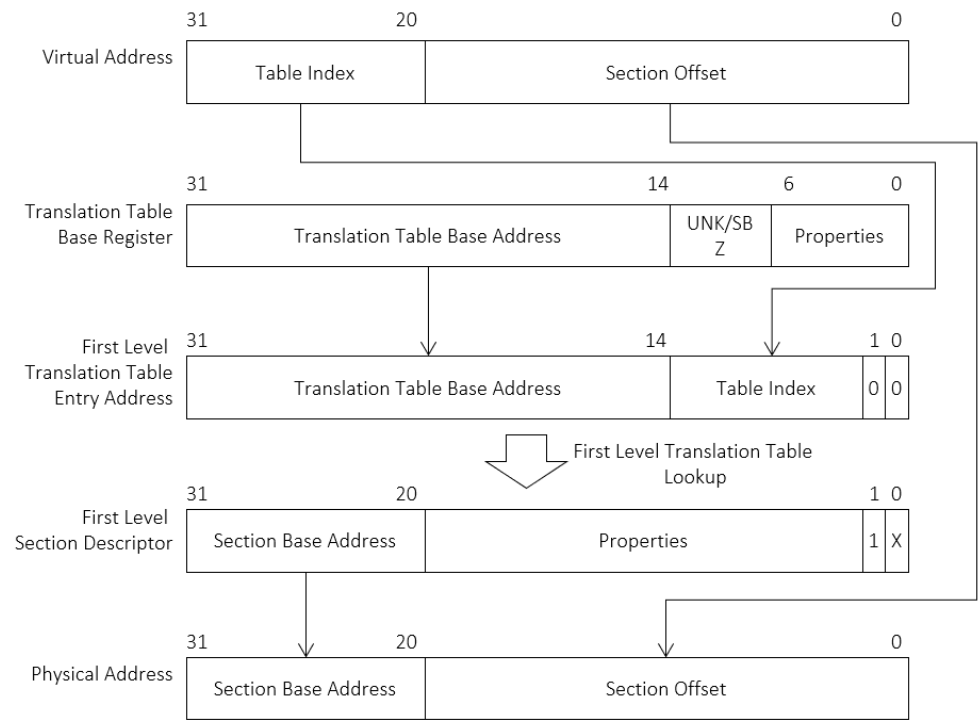 31 20 0
Virtual Address
Table Index
Section Offset
31 14 6 0
Translation Table
Base Register
Translation Table Base Address
UNK/SB
Z
Properties
31 14 1 0
First Level
Translation Table
Entry Address
Translation Table Base Address
Table Index
0
0
First Level Translation Table
Lookup
31 20 1 0
First Level
Section Descriptor
Section Base Address
Properties
1
X
31 20 0
Physical Address
Section Base Address
Section Offset